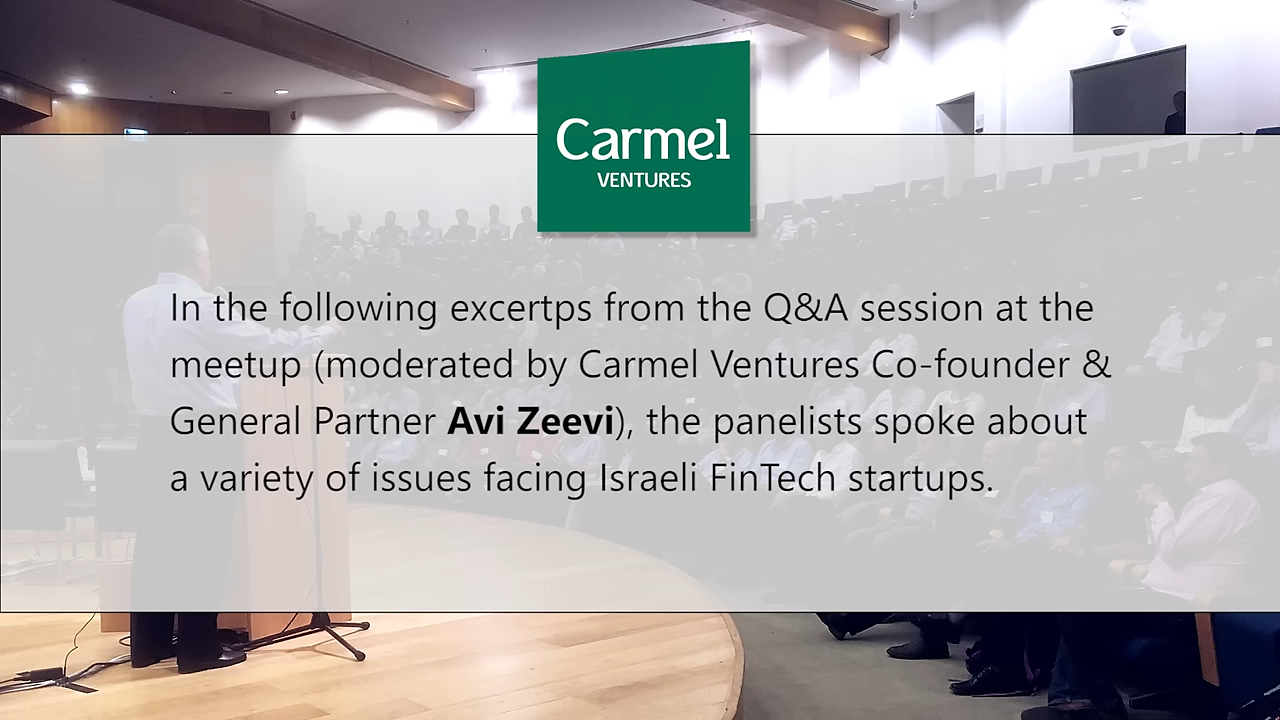 Carmel
VENTURES
In the following excertps from the Q&A session at the
meetup (moderated by Carmel Ventures Co-founder &
General Partner Avi Zeevi), the panelists spoke about
a variety of issues facing Israeli FinTech startups.